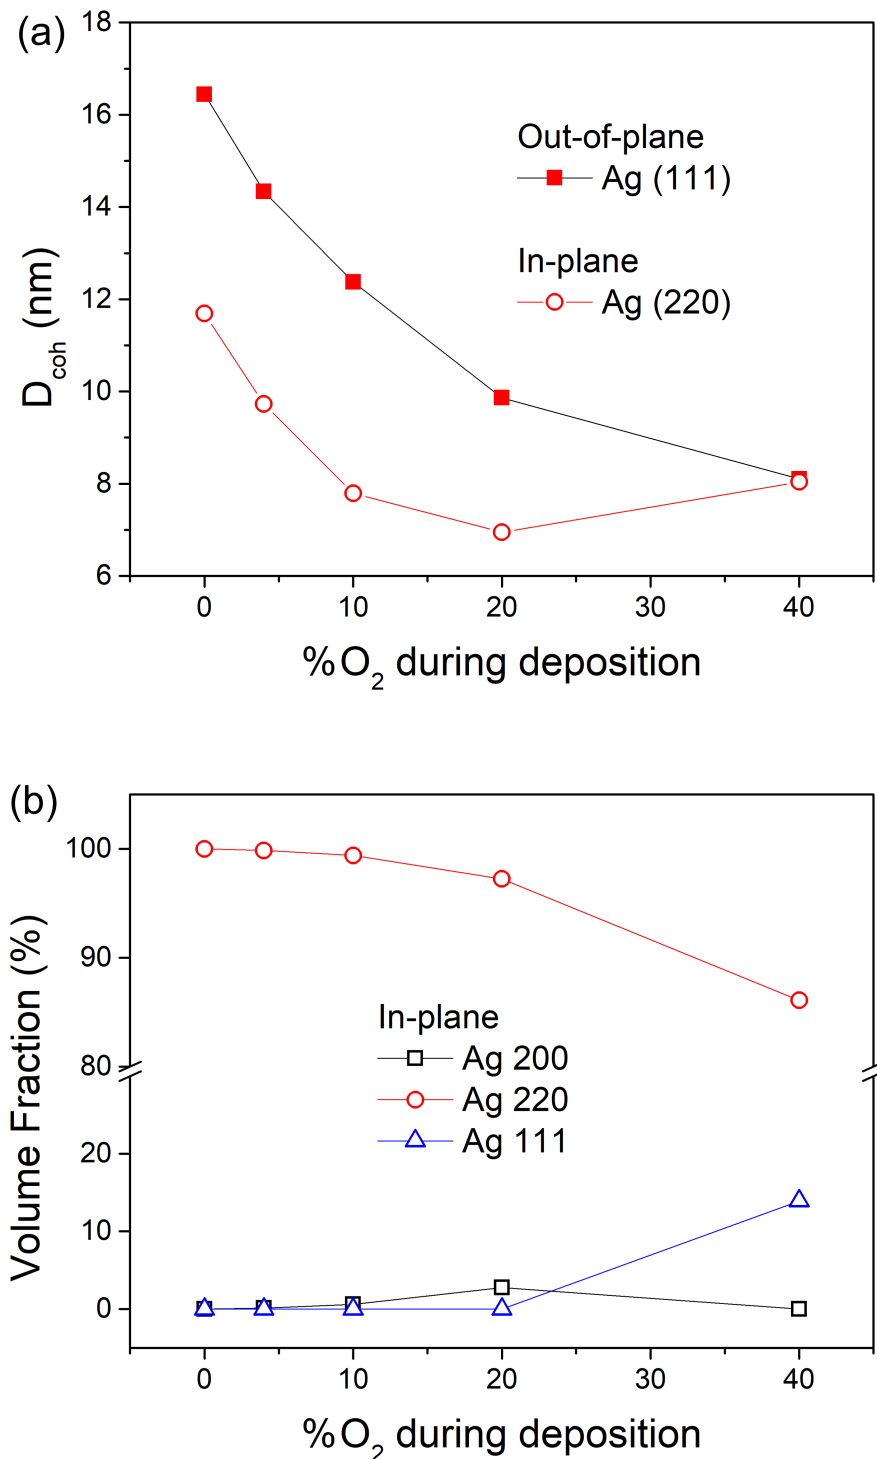 (a)
18
16
14
12
10
8
6
D_coh (nm)
Out-of-plane
Ag (111)
In-plane
Ag (220)
0 10 20 30 40
%O₂ during deposition
(b)
100
90
80
20
10
0
Volume Fraction (%)
In-plane
Ag 200
Ag 220
Ag 111
0 10 20 30 40
%O₂ during deposition